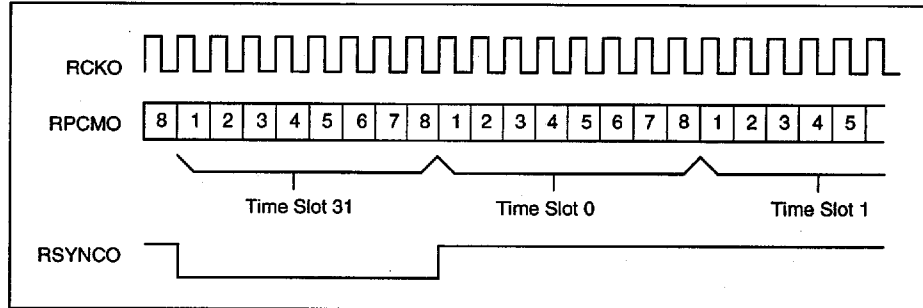 RCKO
RPCMO 8 1 2 3 4 5 6 7 8 1 2 3 4 5 6 7 8 1 2 3 4 5
Time Slot 31 Time Slot 0 Time Slot 1
RSYNCO